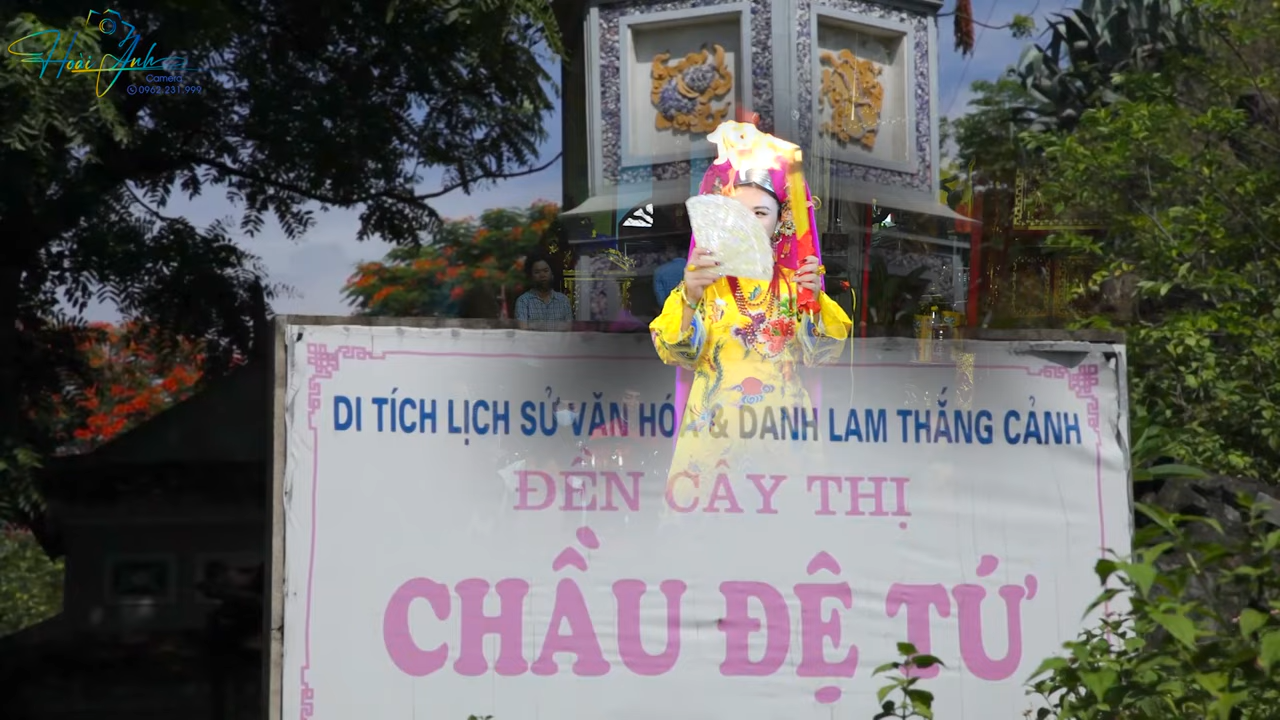 Hoài Anh
Camera
0962.231.999
DI TÍCH LỊCH SỬ VĂN HÓA & DANH LAM THẮNG CẢNH
ĐỀN CÂY THỊ
CHẦU ĐỆ TỨ